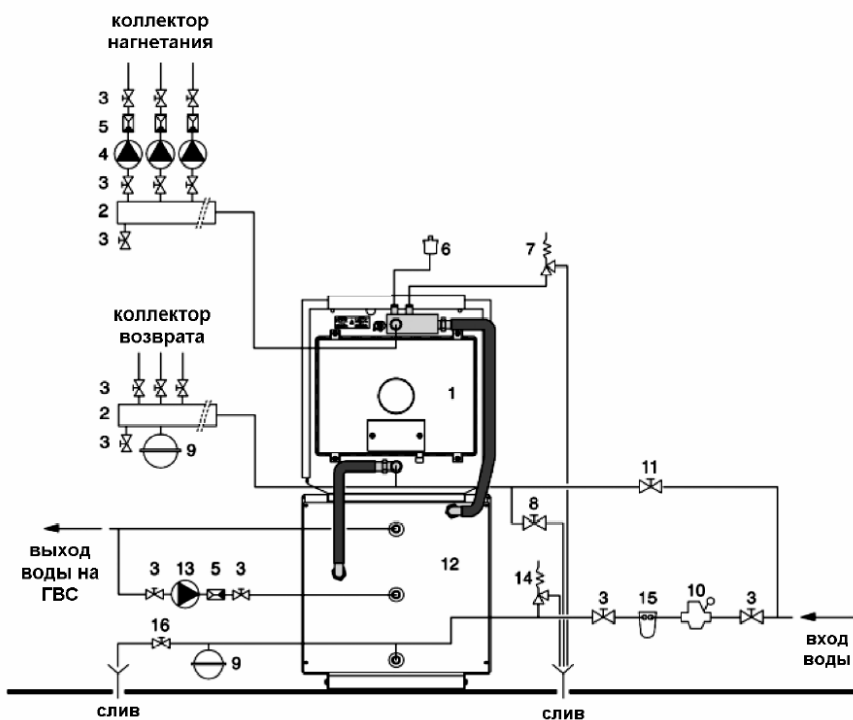 коллектор
нагнетания
3
5
4
3
2
3
6
7
коллектор
возврата
3
2
3
9
1
11
8
выход
воды на
ГВС
3 13 5 3
12
14
3 15 10 3
16
9
вход
воды
слив
слив